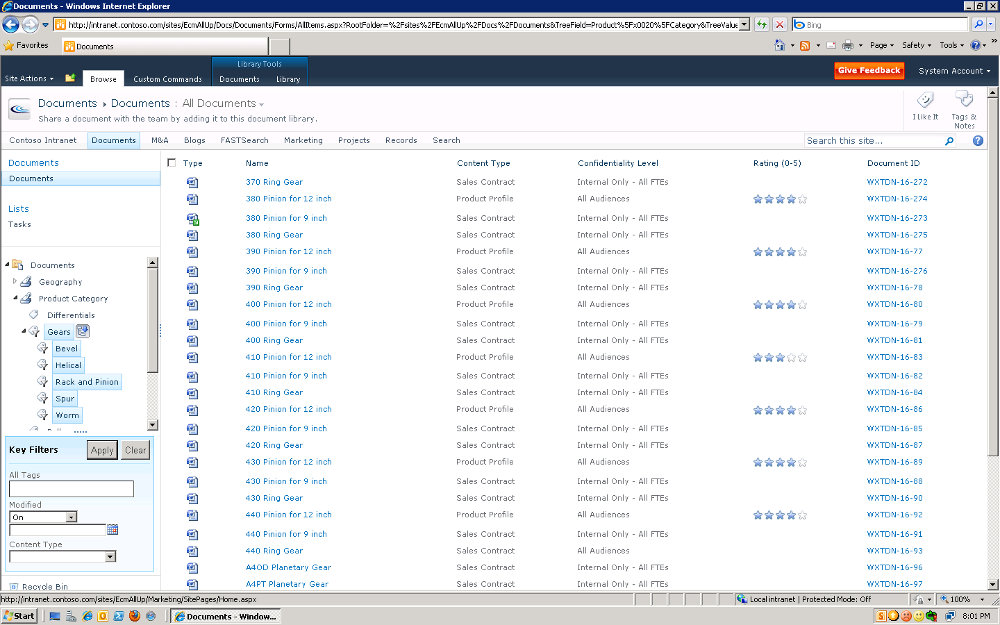 Documents - Windows Internet Explorer
http://intranet.contoso.com/sites/EcmAllUp/Docs/Documents/Forms/AllItems.aspx?RootFolder=%2Fsites%2FEcmAllUp%2FDocs%2FDocuments&TreeField=Product%5Fx0020%5FCategory&TreeValue
Bing
Favorites
Documents
Page
Safety
Tools
Library Tools
Site Actions
Browse
Custom Commands
Documents
Library
Give Feedback
System Account
Documents ▸ Documents : All Documents
Share a document with the team by adding it to this document library.
I Like It
Tags & Notes
Contoso Intranet Documents M&A Blogs FASTSearch Marketing Projects Records Search
Search this site...
Documents
Documents
Lists
Tasks
Documents
Geography
Product Category
Differentials
Gears
Bevel
Helical
Rack and Pinion
Spur
Worm
Key Filters
Apply
Clear
All Tags
Modified
On
Content Type
Recycle Bin
Type Name Content Type Confidentiality Level Rating (0-5) Document ID
370 Ring Gear Sales Contract Internal Only - All FTEs WXTDN-16-272
380 Pinion for 12 inch Product Profile All Audiences WXTDN-16-274
380 Pinion for 9 inch Sales Contract Internal Only - All FTEs WXTDN-16-273
380 Ring Gear Sales Contract Internal Only - All FTEs WXTDN-16-275
390 Pinion for 12 inch Product Profile All Audiences WXTDN-16-77
390 Pinion for 9 inch Sales Contract Internal Only - All FTEs WXTDN-16-276
390 Ring Gear Sales Contract Internal Only - All FTEs WXTDN-16-78
400 Pinion for 12 inch Product Profile All Audiences WXTDN-16-80
400 Pinion for 9 inch Sales Contract Internal Only - All FTEs WXTDN-16-79
400 Ring Gear Sales Contract Internal Only - All FTEs WXTDN-16-81
410 Pinion for 12 inch Product Profile All Audiences WXTDN-16-83
410 Pinion for 9 inch Sales Contract Internal Only - All FTEs WXTDN-16-82
410 Ring Gear Sales Contract Internal Only - All FTEs WXTDN-16-84
420 Pinion for 12 inch Product Profile All Audiences WXTDN-16-86
420 Pinion for 9 inch Sales Contract Internal Only - All FTEs WXTDN-16-85
420 Ring Gear Sales Contract Internal Only - All FTEs WXTDN-16-87
430 Pinion for 12 inch Product Profile All Audiences WXTDN-16-89
430 Pinion for 9 inch Sales Contract Internal Only - All FTEs WXTDN-16-88
430 Ring Gear Sales Contract Internal Only - All FTEs WXTDN-16-90
440 Pinion for 12 inch Product Profile All Audiences WXTDN-16-92
440 Pinion for 9 inch Sales Contract Internal Only - All FTEs WXTDN-16-91
440 Ring Gear Sales Contract All Audiences WXTDN-16-93
A4OD Planetary Gear Sales Contract Internal Only - All FTEs WXTDN-16-96
A4PT Planetary Gear Sales Contract Internal Only - All FTEs WXTDN-16-97
http://intranet.contoso.com/sites/EcmAllUp/Marketing/SitePages/Home.aspx
Local intranet | Protected Mode: Off
100%
Start
Documents - Window...
8:01 PM